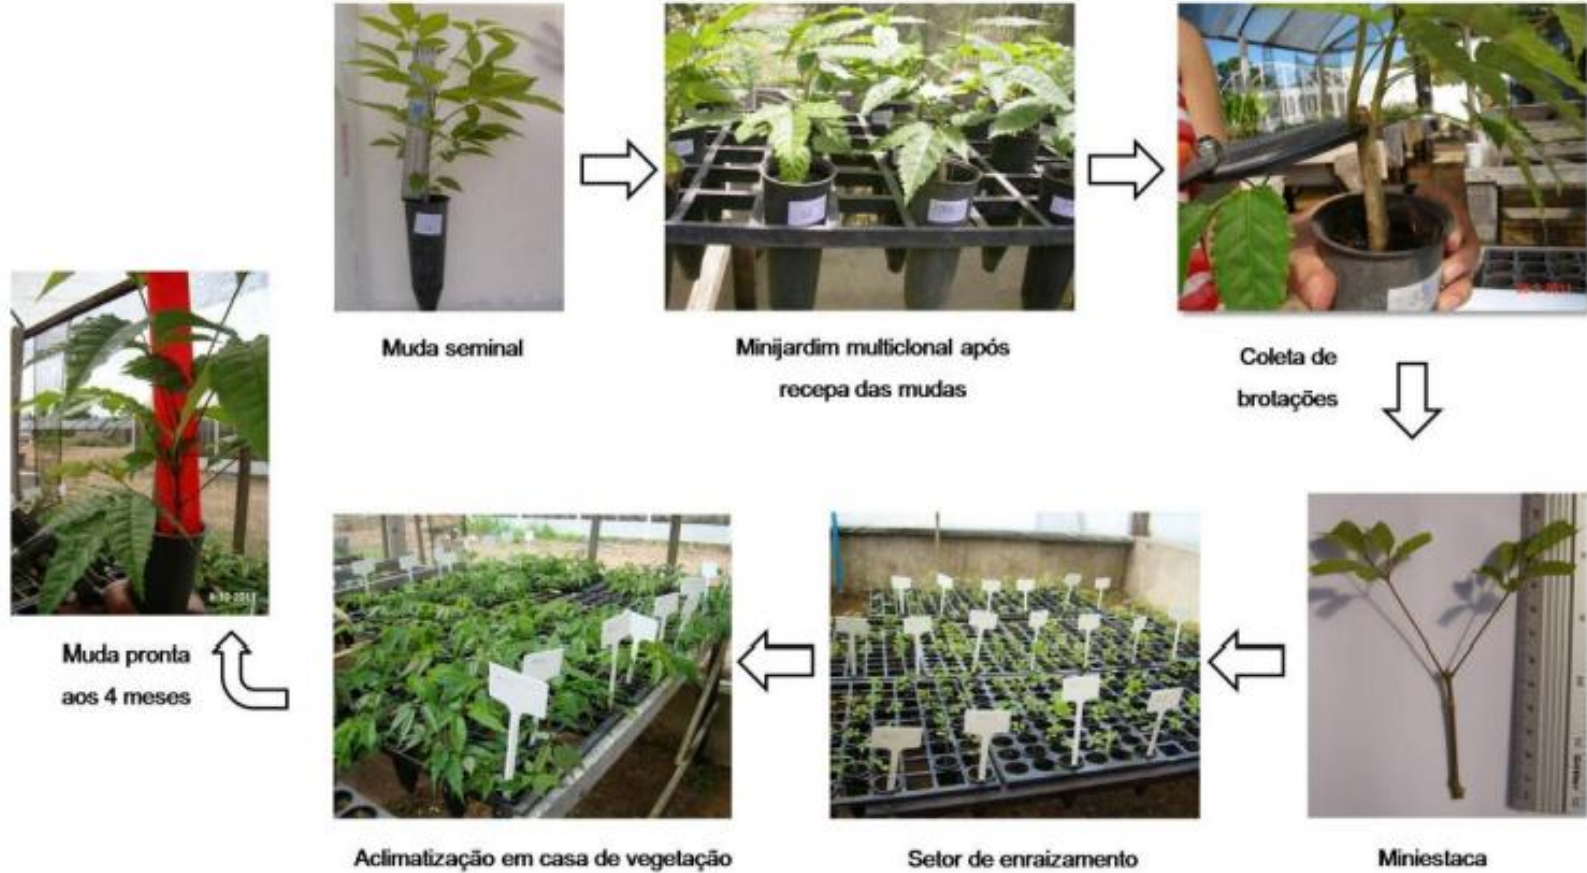 Muda seminal
Minijardim multiclonal após
recepa das mudas
Coleta de
brotações
Miniestaca
Setor de enraizamento
Aclimatização em casa de vegetação
Muda pronta
aos 4 meses